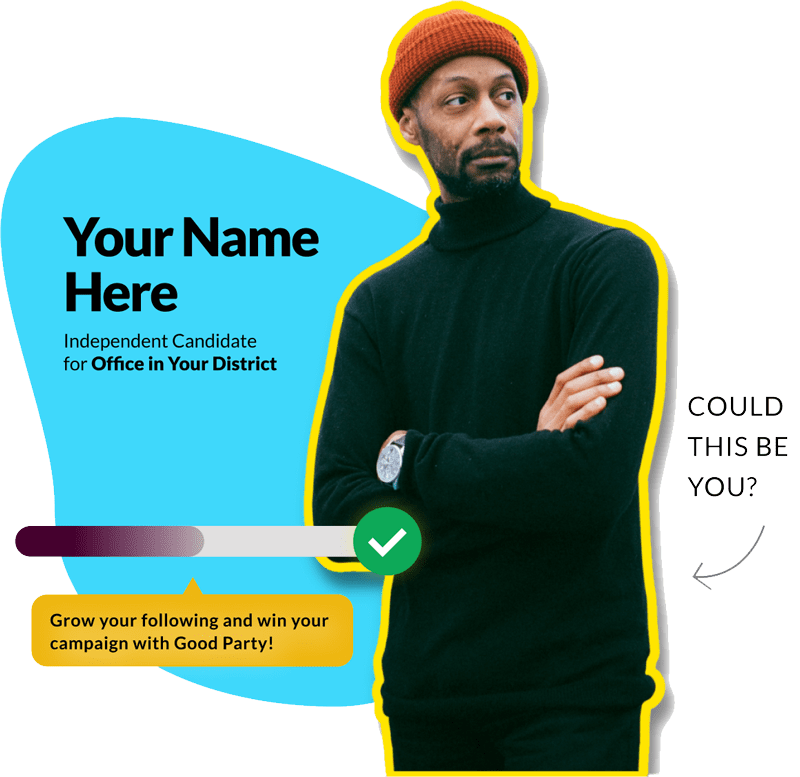 Your Name
Here
Independent Candidate
for Office in Your District
COULD
THIS BE
YOU?
Grow your following and win your
campaign with Good Party!